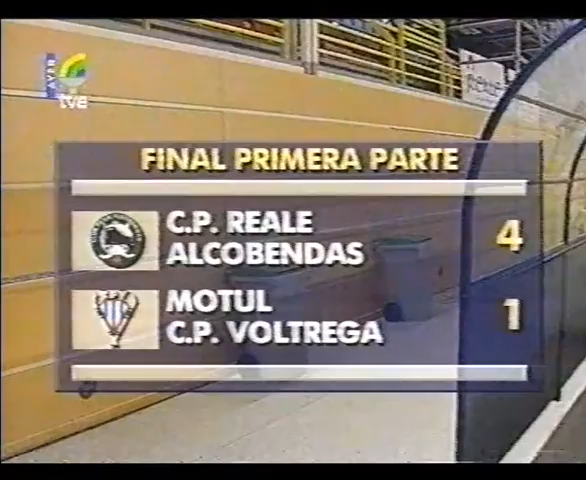 tve
FINAL PRIMERA PARTE
C.P. REALE
ALCOBENDAS
4
MOTUL
C.P. VOLTREGA
1